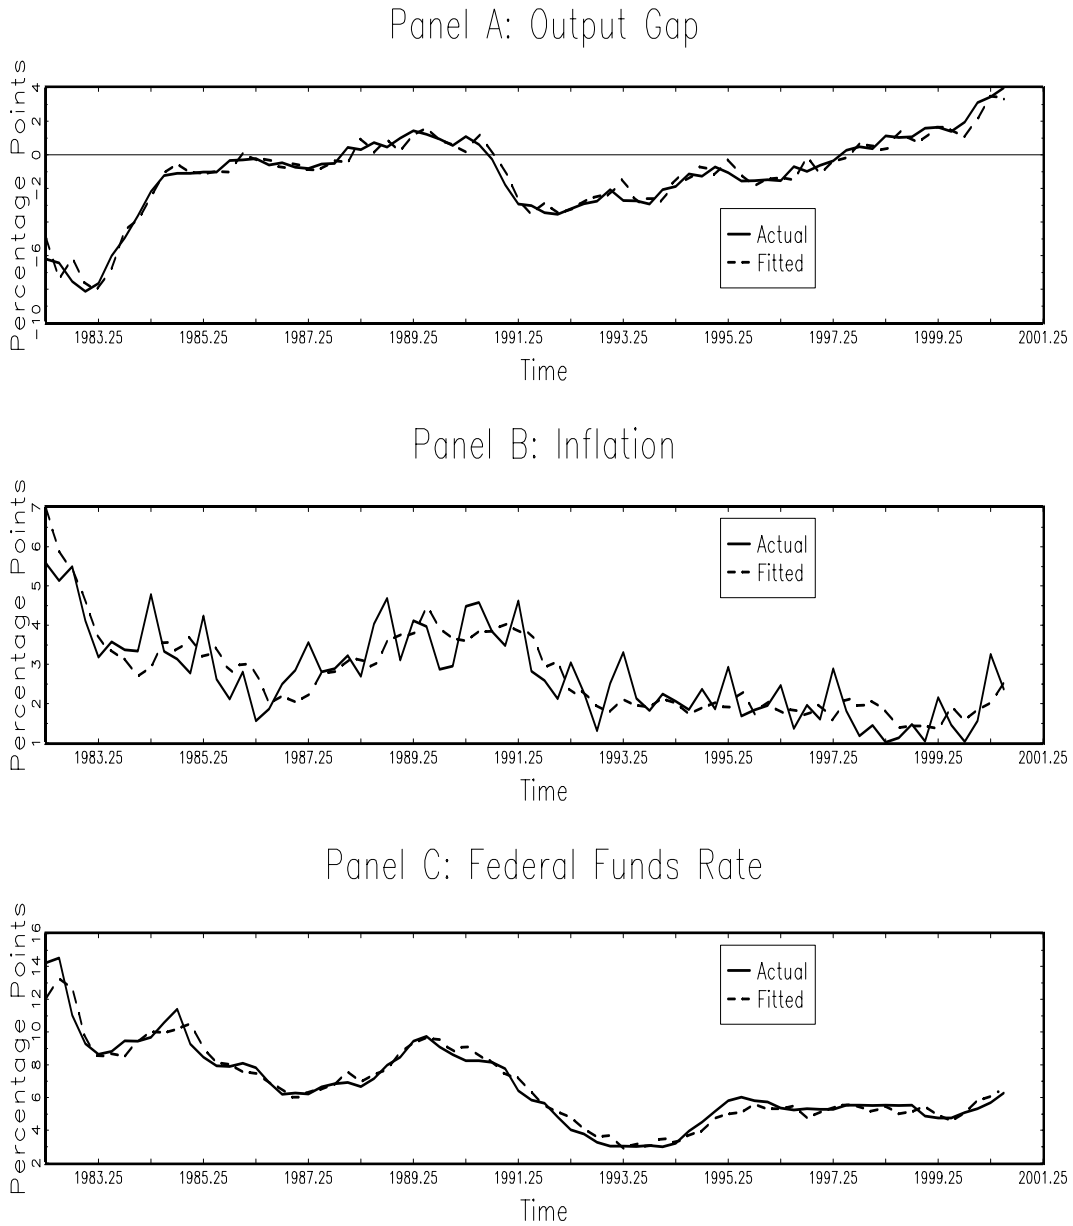 Panel A: Output Gap
Percentage Points
4
2
0
-2
-6
-10
Actual
Fitted
1983.25 1985.25 1987.25 1989.25 1991.25 1993.25 1995.25 1997.25 1999.25 2001.25
Time
Panel B: Inflation
Percentage Points
7
6
5
4
3
2
1
Actual
Fitted
1983.25 1985.25 1987.25 1989.25 1991.25 1993.25 1995.25 1997.25 1999.25 2001.25
Time
Panel C: Federal Funds Rate
Percentage Points
16
14
12
10
8
6
4
2
Actual
Fitted
1983.25 1985.25 1987.25 1989.25 1991.25 1993.25 1995.25 1997.25 1999.25 2001.25
Time